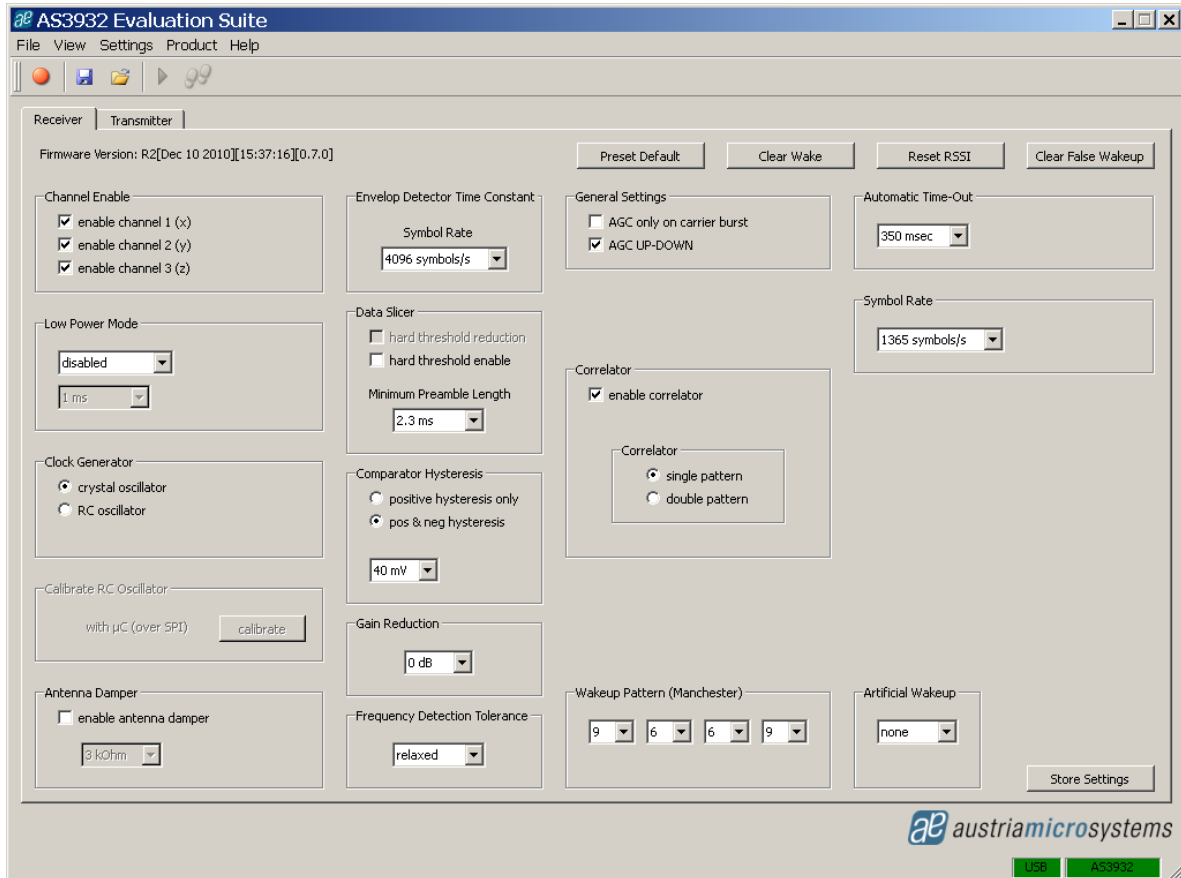 AS3932 Evaluation Suite
File View Settings Product Help
Receiver Transmitter
Firmware Version: R2[Dec 10 2010][15:37:16][0.7.0]
Preset Default
Clear Wake
Reset RSSI
Clear False Wakeup
Channel Enable
enable channel 1 (x)
enable channel 2 (y)
enable channel 3 (z)
Low Power Mode
disabled
1 ms
Clock Generator
crystal oscillator
RC oscillator
Calibrate RC Oscillator
with µC (over SPI) calibrate
Antenna Damper
enable antenna damper
3 kOhm
Envelop Detector Time Constant
Symbol Rate
4096 symbols/s
Data Slicer
hard threshold reduction
hard threshold enable
Minimum Preamble Length
2.3 ms
Comparator Hysteresis
positive hysteresis only
pos & neg hysteresis
40 mV
Gain Reduction
0 dB
Frequency Detection Tolerance
relaxed
General Settings
AGC only on carrier burst
AGC UP-DOWN
Correlator
enable correlator
Correlator
single pattern
double pattern
Wakeup Pattern (Manchester)
9 6 6 9
Automatic Time-Out
350 msec
Symbol Rate
1365 symbols/s
Artificial Wakeup
none
Store Settings
austriamicrosystems
USB AS3932